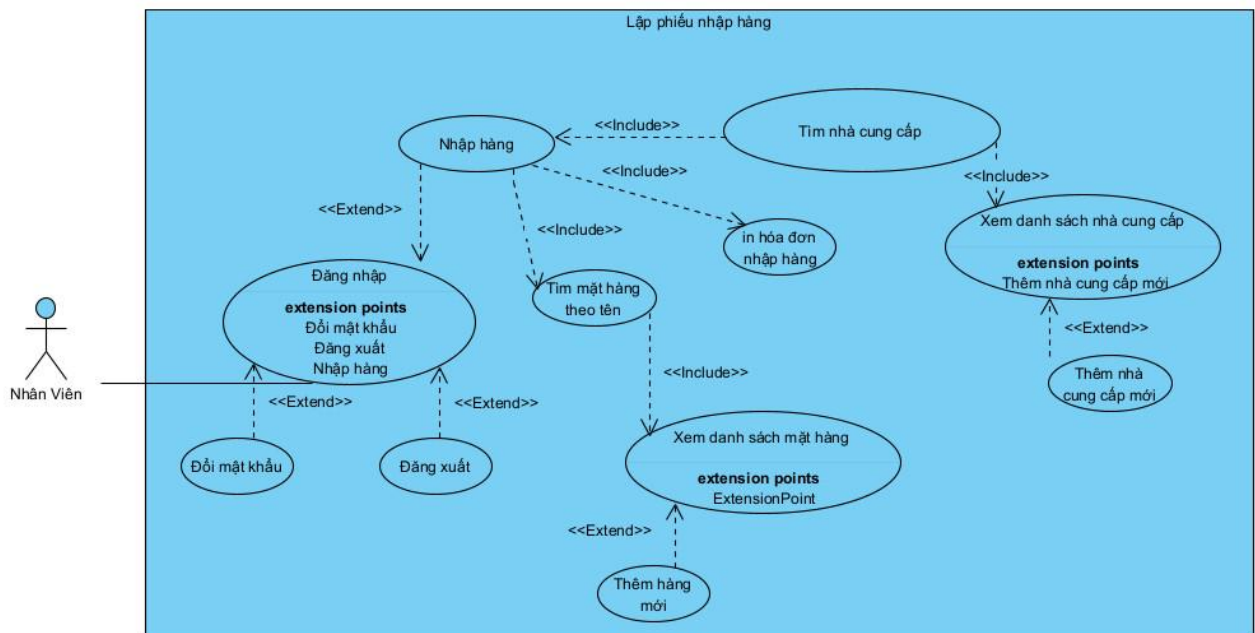 Lập phiếu nhập hàng
Nhập hàng
<<Include>>
Tìm nhà cung cấp
<<Include>>
<<Include>>
<<Extend>>
<<Include>>
in hóa đơn
nhập hàng
Xem danh sách nhà cung cấp
extension points
Thêm nhà cung cấp mới
Đăng nhập
extension points
Đổi mật khẩu
Đăng xuất
Nhập hàng
Tìm mặt hàng
theo tên
<<Extend>>
Nhân Viên
<<Extend>>
<<Extend>>
<<Include>>
Thêm nhà
cung cấp mới
Đổi mật khẩu
Đăng xuất
Xem danh sách mặt hàng
extension points
ExtensionPoint
<<Extend>>
Thêm hàng
mới